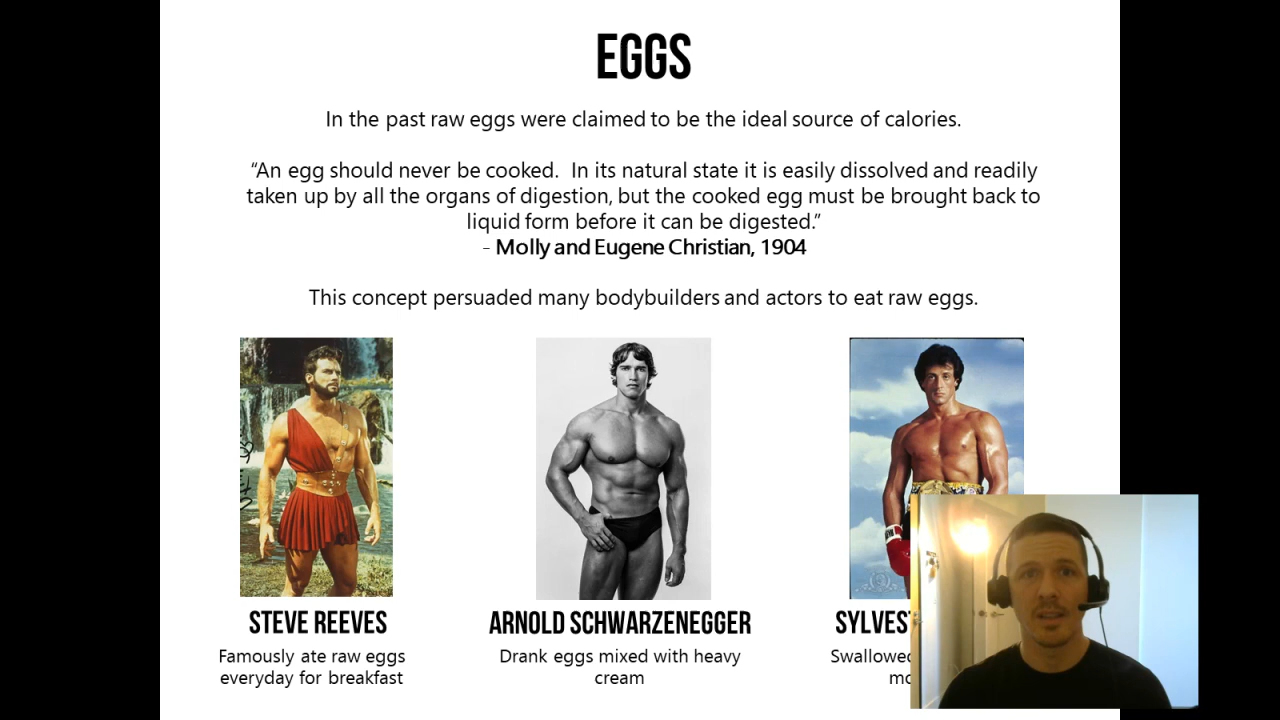 EGGS
In the past raw eggs were claimed to be the ideal source of calories.
“An egg should never be cooked.  In its natural state it is easily dissolved and readily
taken up by all the organs of digestion, but the cooked egg must be brought back to
liquid form before it can be digested.”
- Molly and Eugene Christian, 1904
This concept persuaded many bodybuilders and actors to eat raw eggs.
STEVE REEVES
Famously ate raw eggs
everyday for breakfast
ARNOLD SCHWARZENEGGER
Drank eggs mixed with heavy
cream
Swallowed